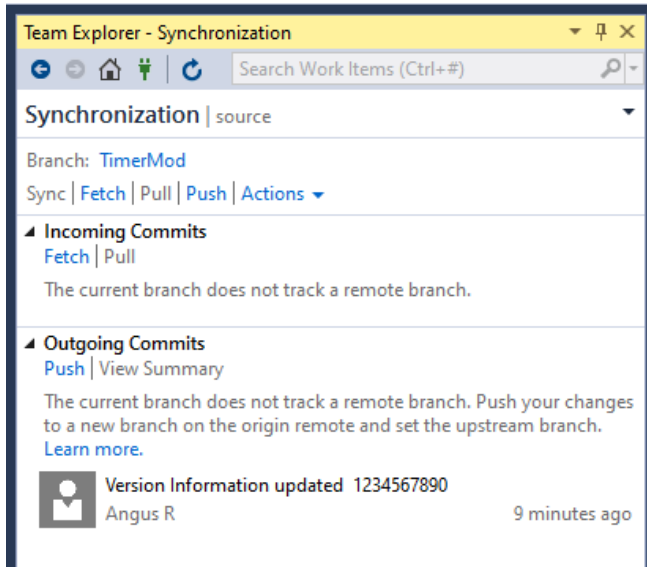 Team Explorer - Synchronization
Search Work Items (Ctrl+#)
Synchronization | source
Branch: TimerMod
Sync | Fetch | Pull | Push | Actions
Incoming Commits
Fetch | Pull
The current branch does not track a remote branch.
Outgoing Commits
Push | View Summary
The current branch does not track a remote branch. Push your changes
to a new branch on the origin remote and set the upstream branch.
Learn more.
Version Information updated 1234567890
Angus R 9 minutes ago